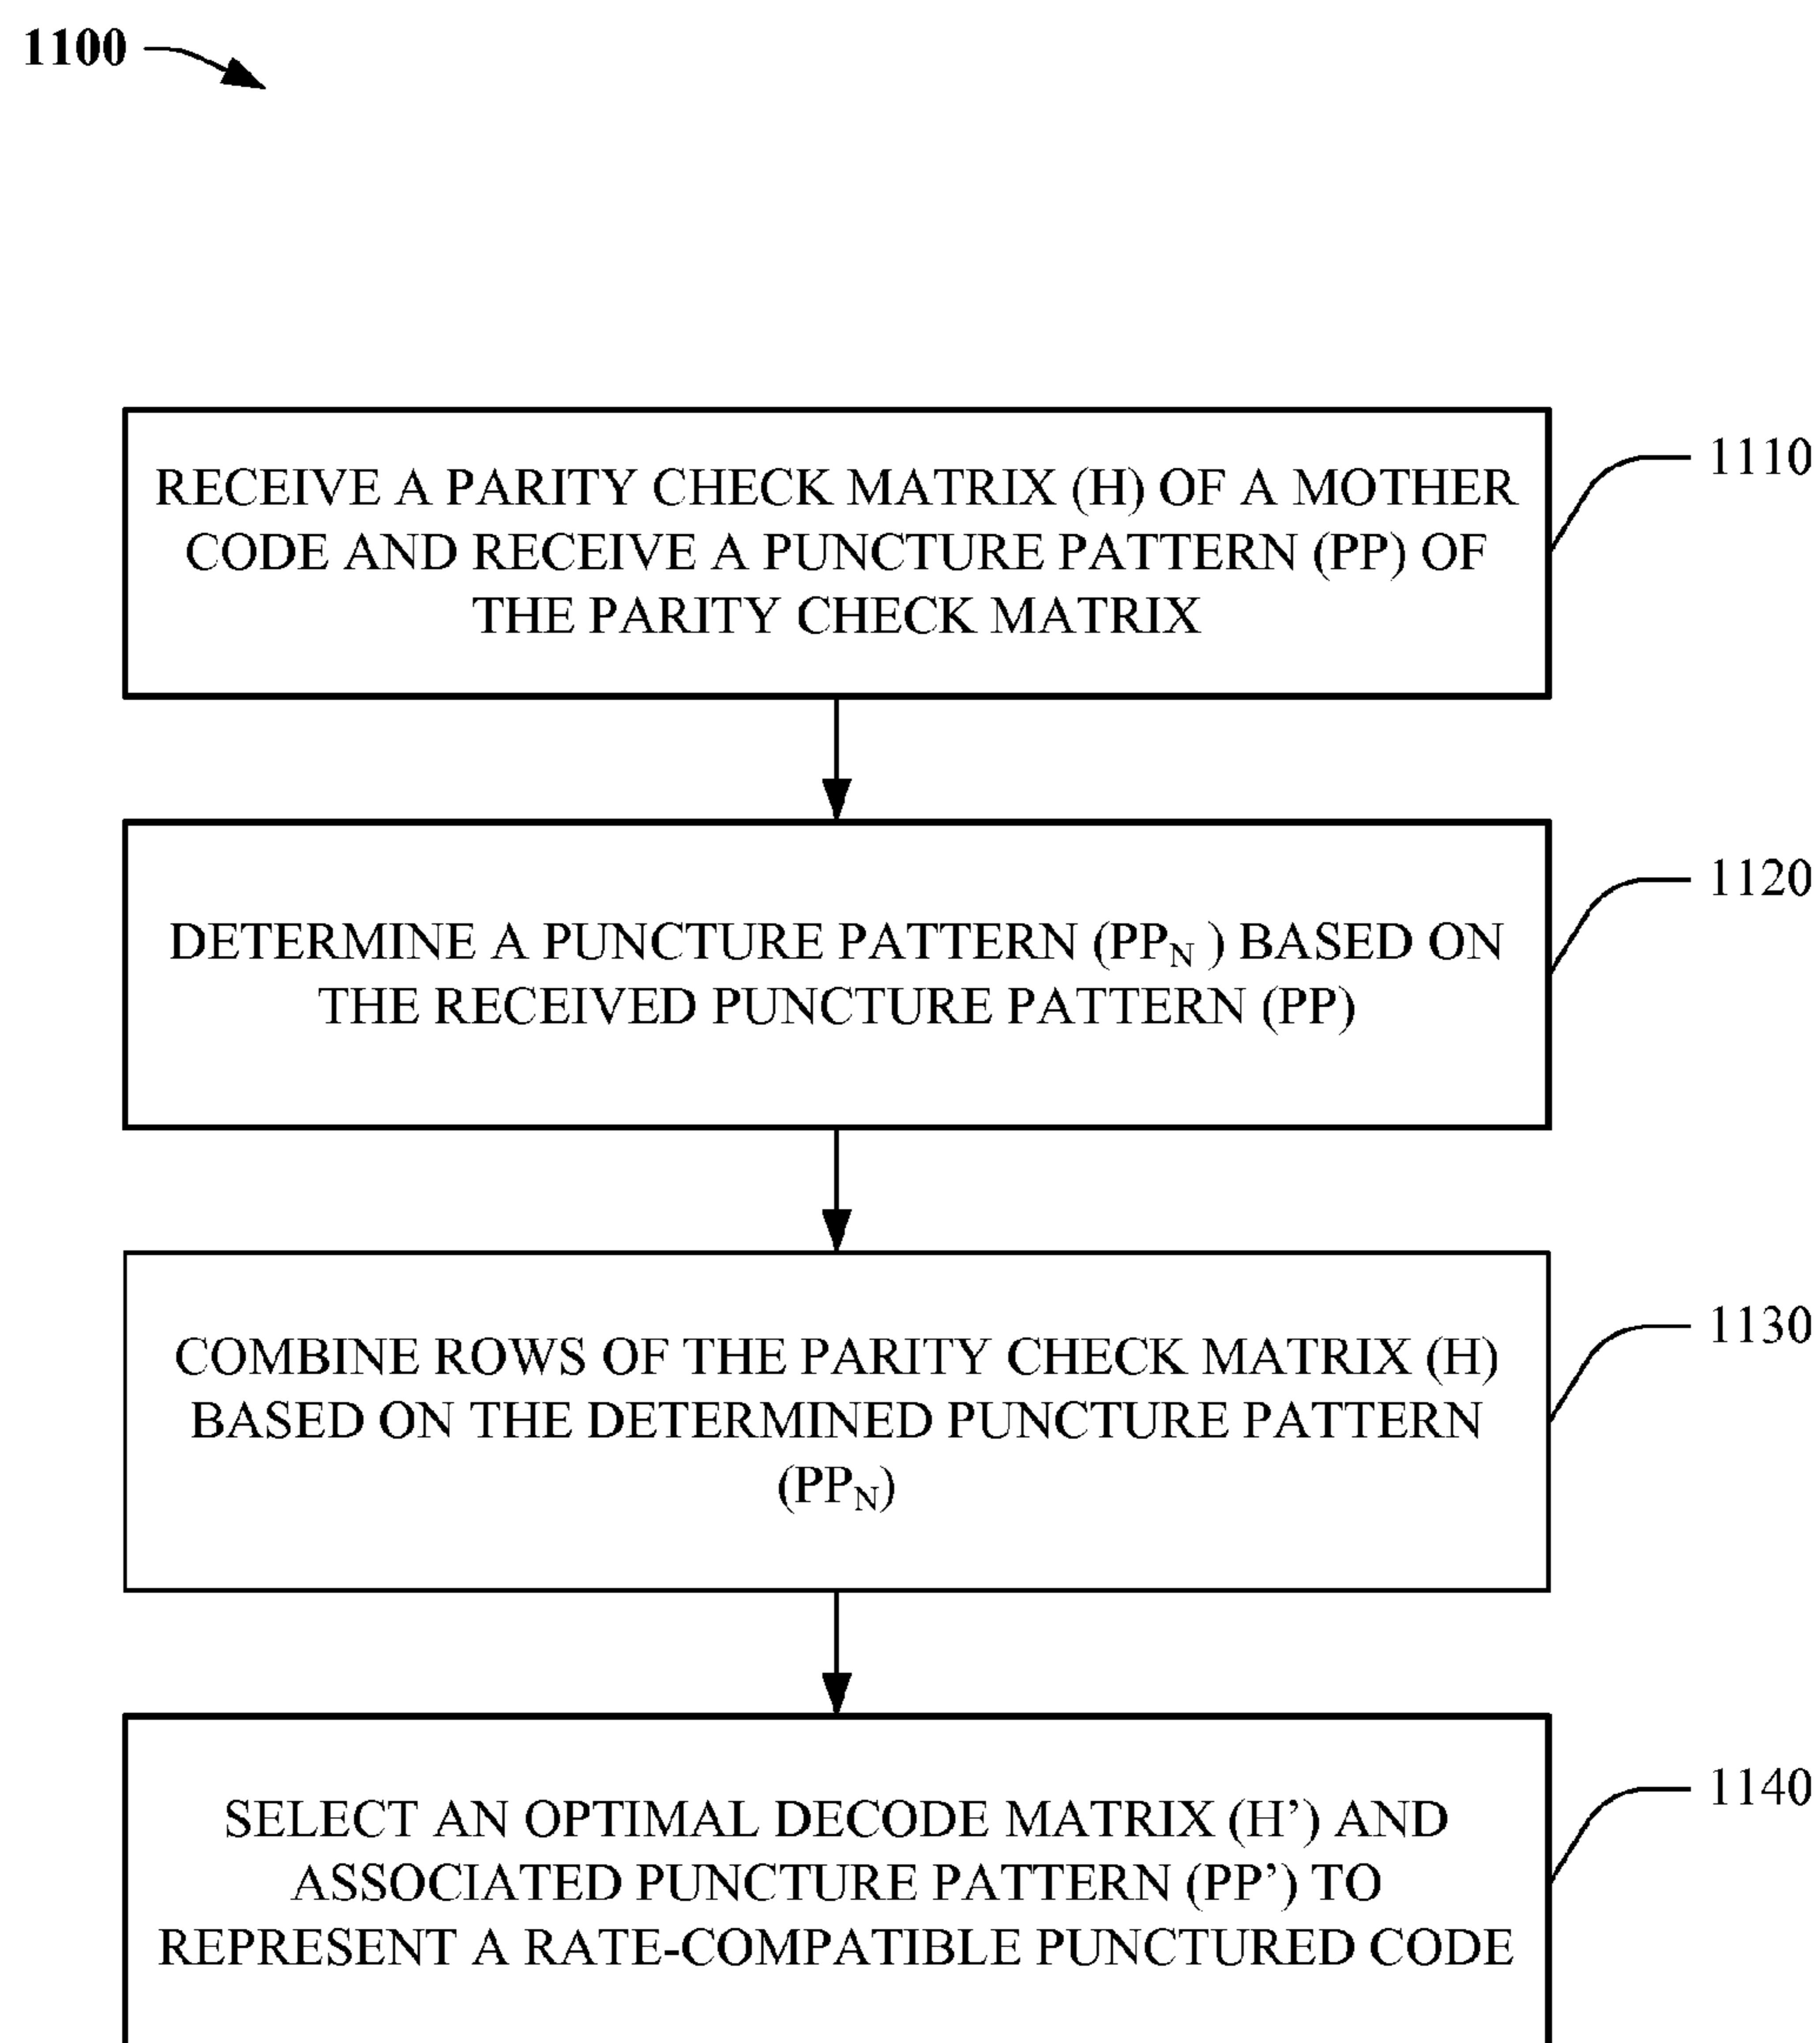 1100
RECEIVE A PARITY CHECK MATRIX (H) OF A MOTHER
CODE AND RECEIVE A PUNCTURE PATTERN (PP) OF
THE PARITY CHECK MATRIX
1110
DETERMINE A PUNCTURE PATTERN (PPN ) BASED ON
THE RECEIVED PUNCTURE PATTERN (PP)
1120
COMBINE ROWS OF THE PARITY CHECK MATRIX (H)
BASED ON THE DETERMINED PUNCTURE PATTERN
(PPN)
1130
SELECT AN OPTIMAL DECODE MATRIX (H’) AND
ASSOCIATED PUNCTURE PATTERN (PP’) TO
REPRESENT A RATE-COMPATIBLE PUNCTURED CODE
1140